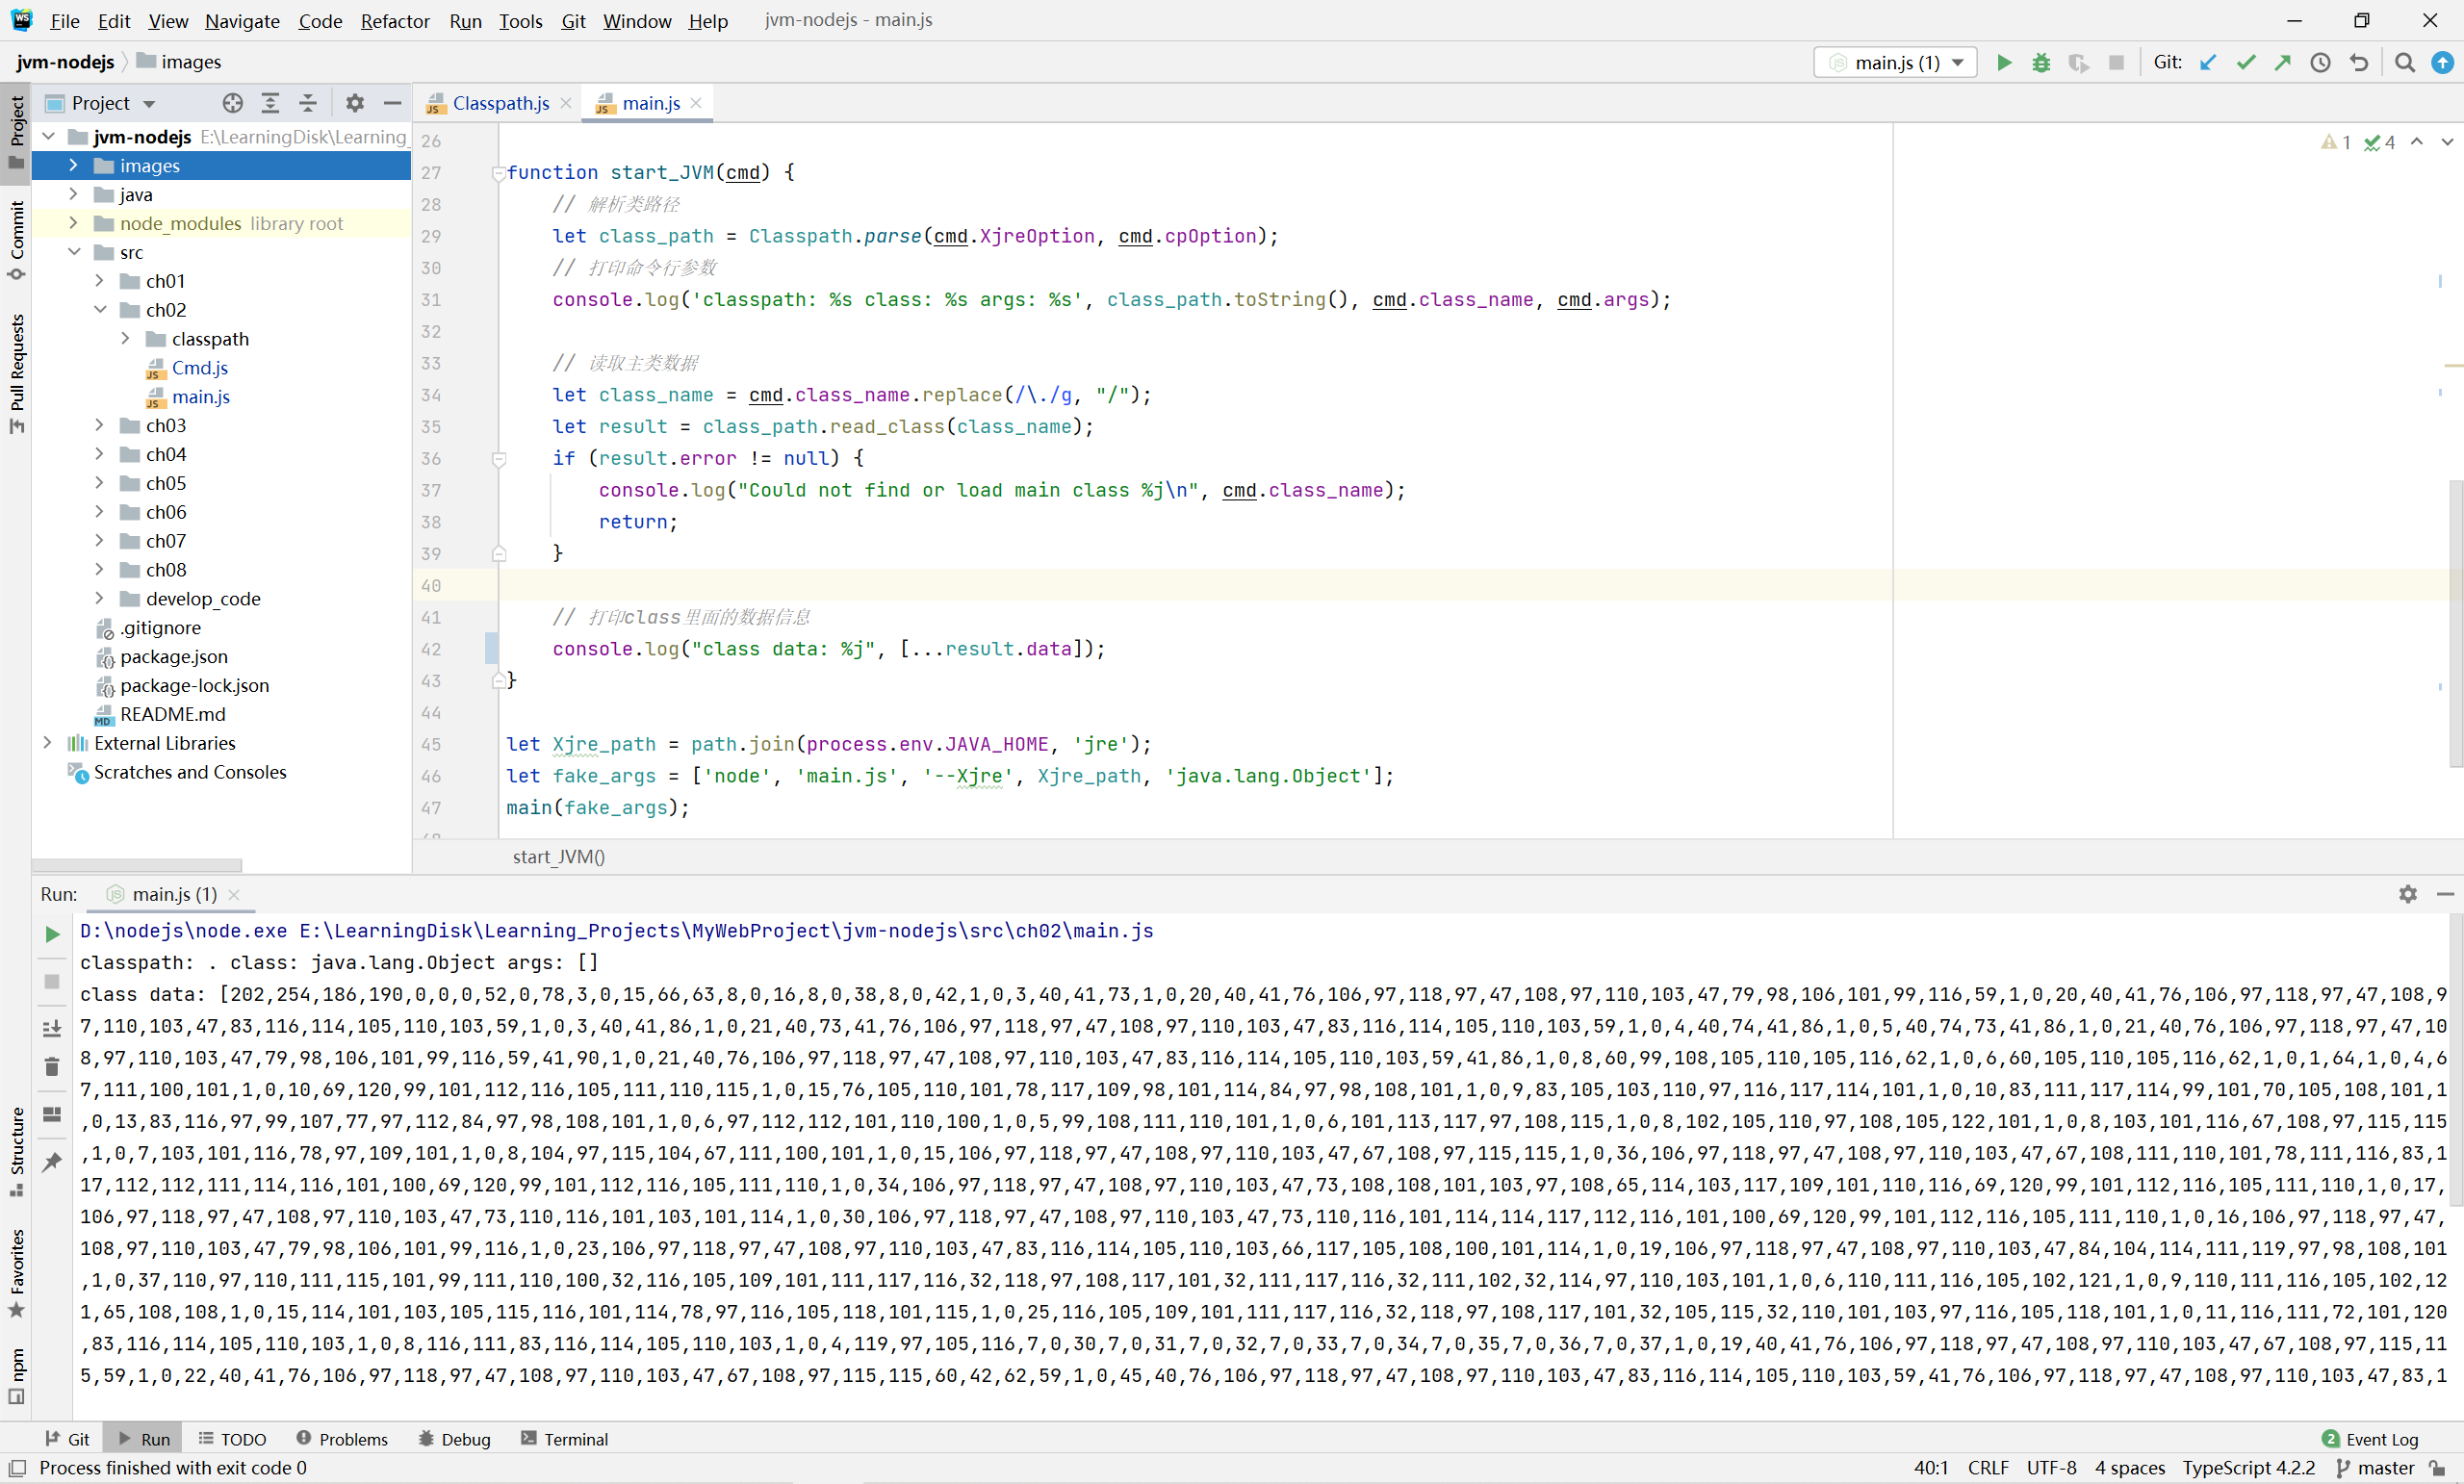 File Edit View Navigate Code Refactor Run Tools Git Window Help jvm-nodejs - main.js
jvm-nodejs images main.js (1) Git:
Project Classpath.js main.js
jvm-nodejs E:\LearningDisk\Learning_
images
java
node_modules library root
src
ch01
ch02
classpath
Cmd.js
main.js
ch03
ch04
ch05
ch06
ch07
ch08
develop_code
.gitignore
package.json
package-lock.json
README.md
External Libraries
Scratches and Consoles
Project
Commit
Pull Requests
Structure
Favorites
npm
1 4
26
27 function start_JVM(cmd) {
28 // 解析类路径
29 let class_path = Classpath.parse(cmd.XjreOption, cmd.cpOption);
30 // 打印命令行参数
31 console.log('classpath: %s class: %s args: %s', class_path.toString(), cmd.class_name, cmd.args);
32
33 // 读取主类数据
34 let class_name = cmd.class_name.replace(/\./g, "/");
35 let result = class_path.read_class(class_name);
36 if (result.error != null) {
37 console.log("Could not find or load main class %j\n", cmd.class_name);
38 return;
39 }
40
41 // 打印class里面的数据信息
42 console.log("class data: %j", [...result.data]);
43 }
44
45 let Xjre_path = path.join(process.env.JAVA_HOME, 'jre');
46 let fake_args = ['node', 'main.js', '--Xjre', Xjre_path, 'java.lang.Object'];
47 main(fake_args);
start_JVM()
Run: main.js (1)
D:\nodejs\node.exe E:\LearningDisk\Learning_Projects\MyWebProject\jvm-nodejs\src\ch02\main.js
classpath: . class: java.lang.Object args: []
class data: [202,254,186,190,0,0,0,52,0,78,3,0,15,66,63,8,0,16,8,0,38,8,0,42,1,0,3,40,41,73,1,0,20,40,41,76,106,97,118,97,47,108,97,110,103,47,79,98,106,101,99,116,59,1,0,20,40,41,76,106,97,118,97,47,108,9
7,110,103,47,83,116,114,105,110,103,59,1,0,3,40,41,86,1,0,21,40,73,41,76,106,97,118,97,47,108,97,110,103,47,83,116,114,105,110,103,59,1,0,4,40,74,41,86,1,0,5,40,74,73,41,86,1,0,21,40,76,106,97,118,97,47,10
8,97,110,103,47,79,98,106,101,99,116,59,41,90,1,0,21,40,76,106,97,118,97,47,108,97,110,103,47,83,116,114,105,110,103,59,41,86,1,0,8,60,99,108,105,110,105,116,62,1,0,6,60,105,110,105,116,62,1,0,1,64,1,0,4,6
7,111,100,101,1,0,10,69,120,99,101,112,116,105,111,110,115,1,0,15,76,105,110,101,78,117,109,98,101,114,84,97,98,108,101,1,0,9,83,105,103,110,97,116,117,114,101,1,0,10,83,111,117,114,99,101,70,105,108,101,1
,0,13,83,116,97,99,107,77,97,112,84,97,98,108,101,1,0,6,97,112,112,101,110,100,1,0,5,99,108,111,110,101,1,0,6,101,113,117,97,108,115,1,0,8,102,105,110,97,108,105,122,101,1,0,8,103,101,116,67,108,97,115,115
,1,0,7,103,101,116,78,97,109,101,1,0,8,104,97,115,104,67,111,100,101,1,0,15,106,97,118,97,47,108,97,110,103,47,67,108,97,115,115,1,0,36,106,97,118,97,47,108,97,110,103,47,67,108,111,110,101,78,111,116,83,1
17,112,112,111,114,116,101,100,69,120,99,101,112,116,105,111,110,1,0,34,106,97,118,97,47,108,97,110,103,47,73,108,108,101,103,97,108,65,114,103,117,109,101,110,116,69,120,99,101,112,116,105,111,110,1,0,17,
106,97,118,97,47,108,97,110,103,47,73,110,116,101,103,101,114,1,0,30,106,97,118,97,47,108,97,110,103,47,73,110,116,101,114,114,117,112,116,101,100,69,120,99,101,112,116,105,111,110,1,0,16,106,97,118,97,47,
108,97,110,103,47,79,98,106,101,99,116,1,0,23,106,97,118,97,47,108,97,110,103,47,83,116,114,105,110,103,66,117,105,108,100,101,114,1,0,19,106,97,118,97,47,108,97,110,103,47,84,104,114,111,119,97,98,108,101
,1,0,37,110,97,110,111,115,101,99,111,110,100,32,116,105,109,101,111,117,116,32,118,97,108,117,101,32,111,117,116,32,111,102,32,114,97,110,103,101,1,0,6,110,111,116,105,102,121,1,0,9,110,111,116,105,102,12
1,65,108,108,1,0,15,114,101,103,105,115,116,101,114,78,97,116,105,118,101,115,1,0,25,116,105,109,101,111,117,116,32,118,97,108,117,101,32,105,115,32,110,101,103,97,116,105,118,101,1,0,11,116,111,72,101,120
,83,116,114,105,110,103,1,0,8,116,111,83,116,114,105,110,103,1,0,4,119,97,105,116,7,0,30,7,0,31,7,0,32,7,0,33,7,0,34,7,0,35,7,0,36,7,0,37,1,0,19,40,41,76,106,97,118,97,47,108,97,110,103,47,67,108,97,115,11
5,59,1,0,22,40,41,76,106,97,118,97,47,108,97,110,103,47,67,108,97,115,115,60,42,62,59,1,0,45,40,76,106,97,118,97,47,108,97,110,103,47,83,116,114,105,110,103,59,41,76,106,97,118,97,47,108,97,110,103,47,83,1
Git Run TODO Problems Debug Terminal 2 Event Log
Process finished with exit code 0 40:1 CRLF UTF-8 4 spaces TypeScript 4.2.2 master